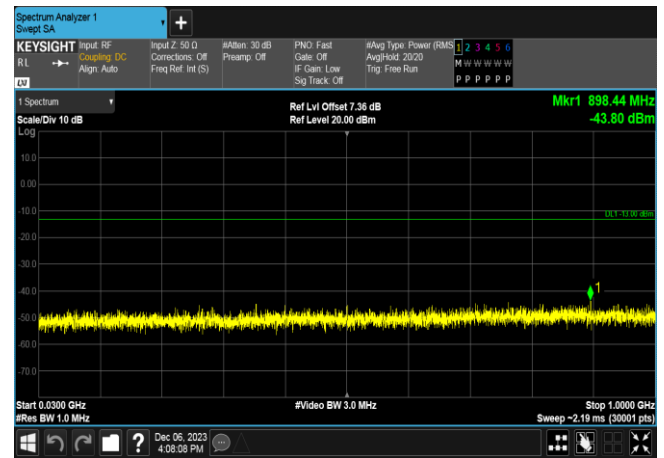 Spectrum Analyzer 1
Swept SA
KEYSIGHT
RL
LXI
Input: RF
Coupling: DC
Align: Auto
Input Z: 50 Ω
Corrections: Off
Freq Ref: Int (S)
#Atten: 30 dB
Preamp: Off
PNO: Fast
Gate: Off
IF Gain: Low
Sig Track: Off
#Avg Type: Power (RMS
Avg|Hold: 20/20
Trig: Free Run
1 2 3 4 5 6
M W W W W W
P P P P P P
1 Spectrum
Scale/Div 10 dB
Log
Ref Lvl Offset 7.36 dB
Ref Level 20.00 dBm
Mkr1 898.44 MHz
-43.80 dBm
10.0
0.00
-10.0
DL1 -13.00 dBm
-20.0
-30.0
-40.0
1
-50.0
-60.0
-70.0
Start 0.0300 GHz
#Res BW 1.0 MHz
#Video BW 3.0 MHz
Stop 1.0000 GHz
Sweep ~2.19 ms (30001 pts)
?
Dec 06, 2023
4:08:08 PM